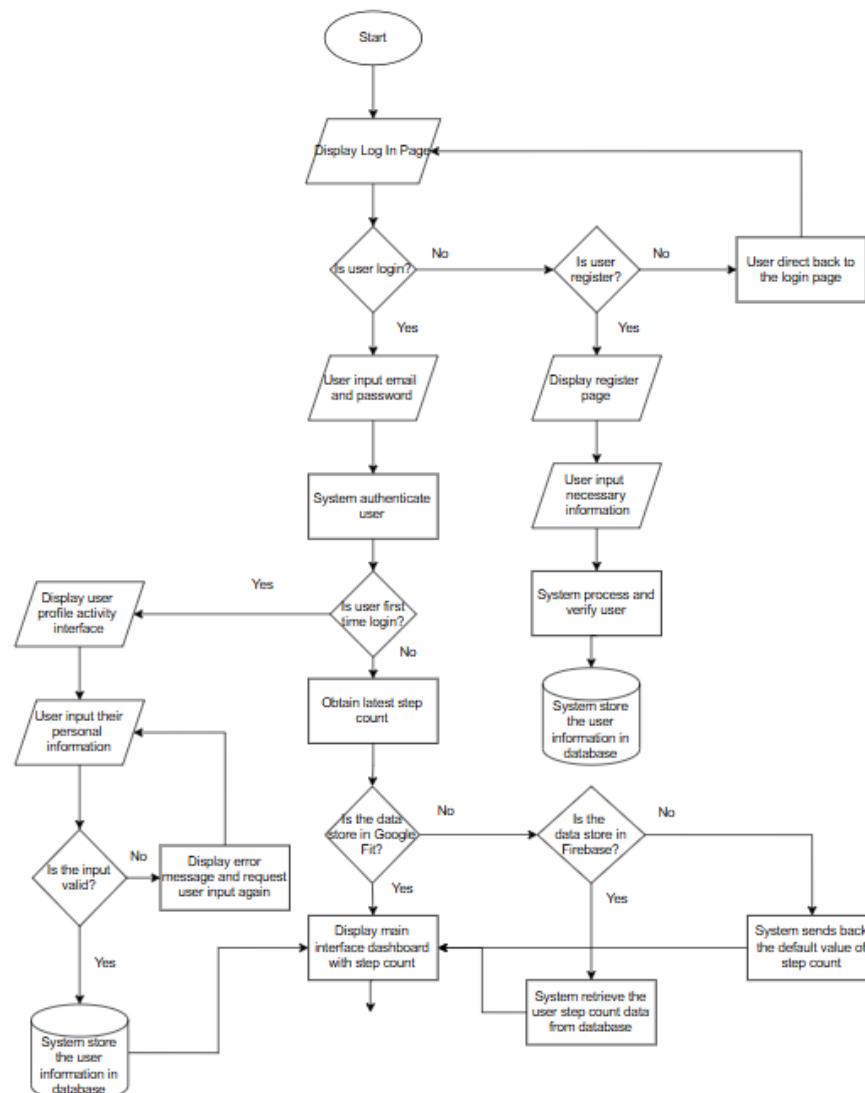 Start
Display Log In Page
Is user login?
No
Is user
register?
No
User direct back to
the login page
Yes
Yes
User input email
and password
Display register
page
System authenticate
user
User input
necessary
information
Yes
Is user first
time login?
No
System process and
verify user
Display user
profile activity
interface
Obtain latest step
count
System store
the user
information in
database
User input their
personal
information
Is the data
store in Google
Fit?
No
Is the
data store in
Firebase?
No
Is the input
valid?
No
Display error
message and request
user input again
Yes
Yes
Display main
interface dashboard
with step count
System sends back
the default value of
step count
Yes
System retrieve the
user step count data
from database
System store
the user
information in
database